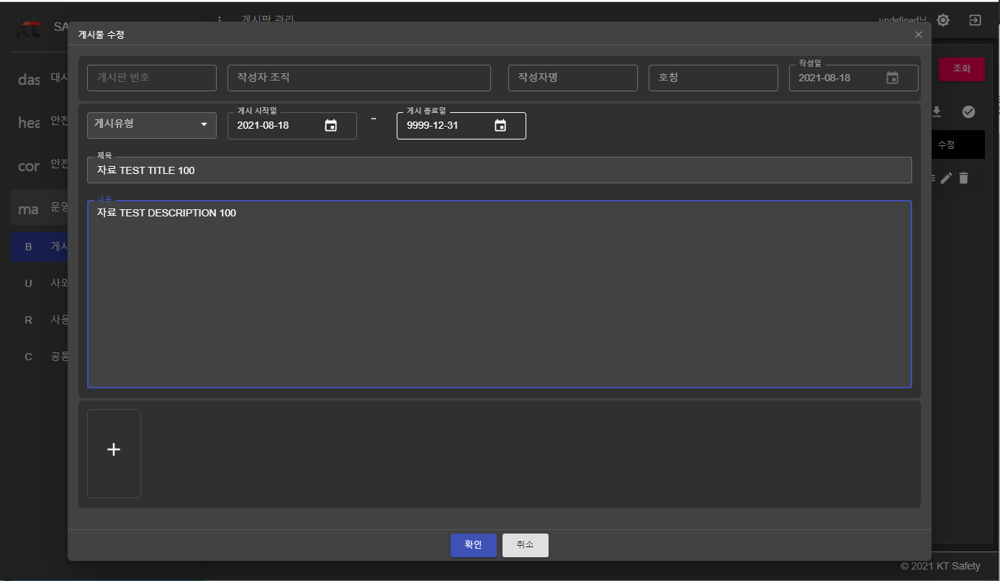 kt SA
게시판 관리
undefined님
게시물 수정
게시판 번호
작성자 조직
작성자명
호칭
작성일
2021-08-18
조회
das 대시
hea 안전
con 안전
ma 운영
B 게시
U 사외
R 사용
C 공통
게시유형
게시 시작일
2021-08-18
~
게시 종료일
9999-12-31
수정
제목
자료 TEST TITLE 100
내용
자료 TEST DESCRIPTION 100
+
확인
취소
© 2021 KT Safety